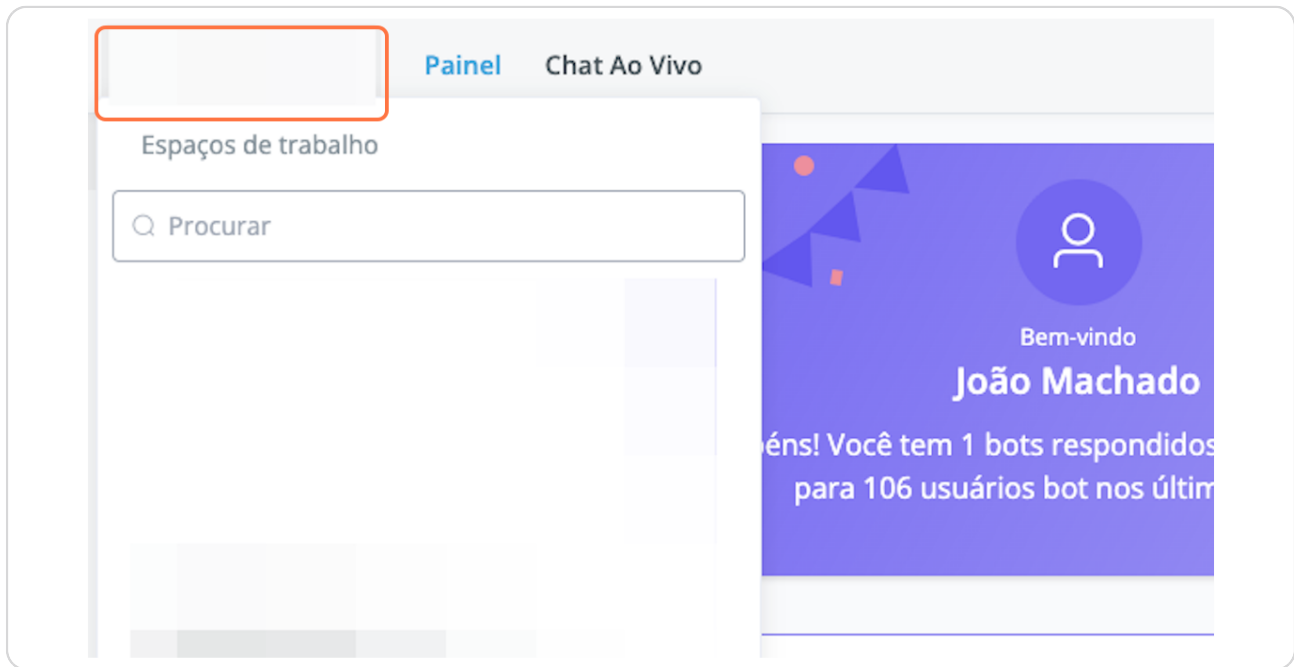 Painel Chat Ao Vivo
Espaços de trabalho
Procurar
Bem-vindo
João Machado
éns! Você tem 1 bots respondidos
para 106 usuários bot nos últim